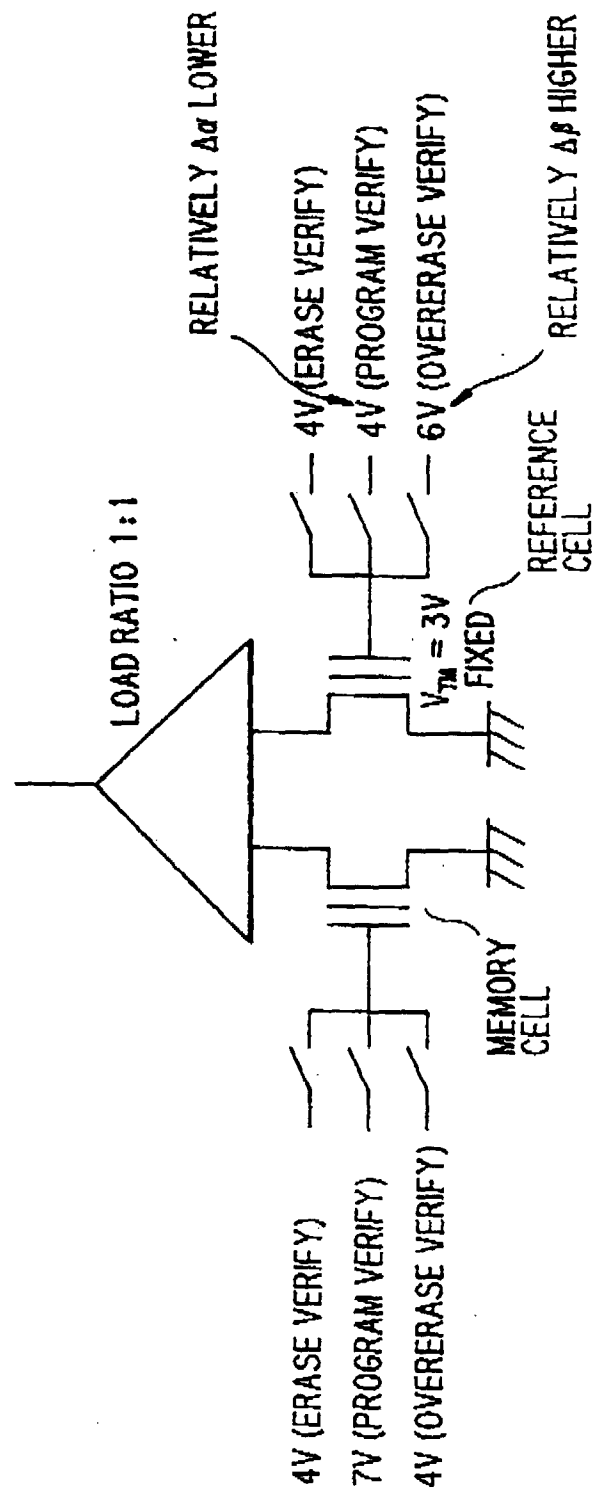 LOAD RATIO 1:1
RELATIVELY Δα LOWER
4V (ERASE VERIFY)
4V (PROGRAM VERIFY)
6V (OVERERASE VERIFY)
RELATIVELY Δβ HIGHER
VTM = 3V
FIXED
REFERENCE
CELL
MEMORY
CELL
4V (ERASE VERIFY)
7V (PROGRAM VERIFY)
4V (OVERERASE VERIFY)